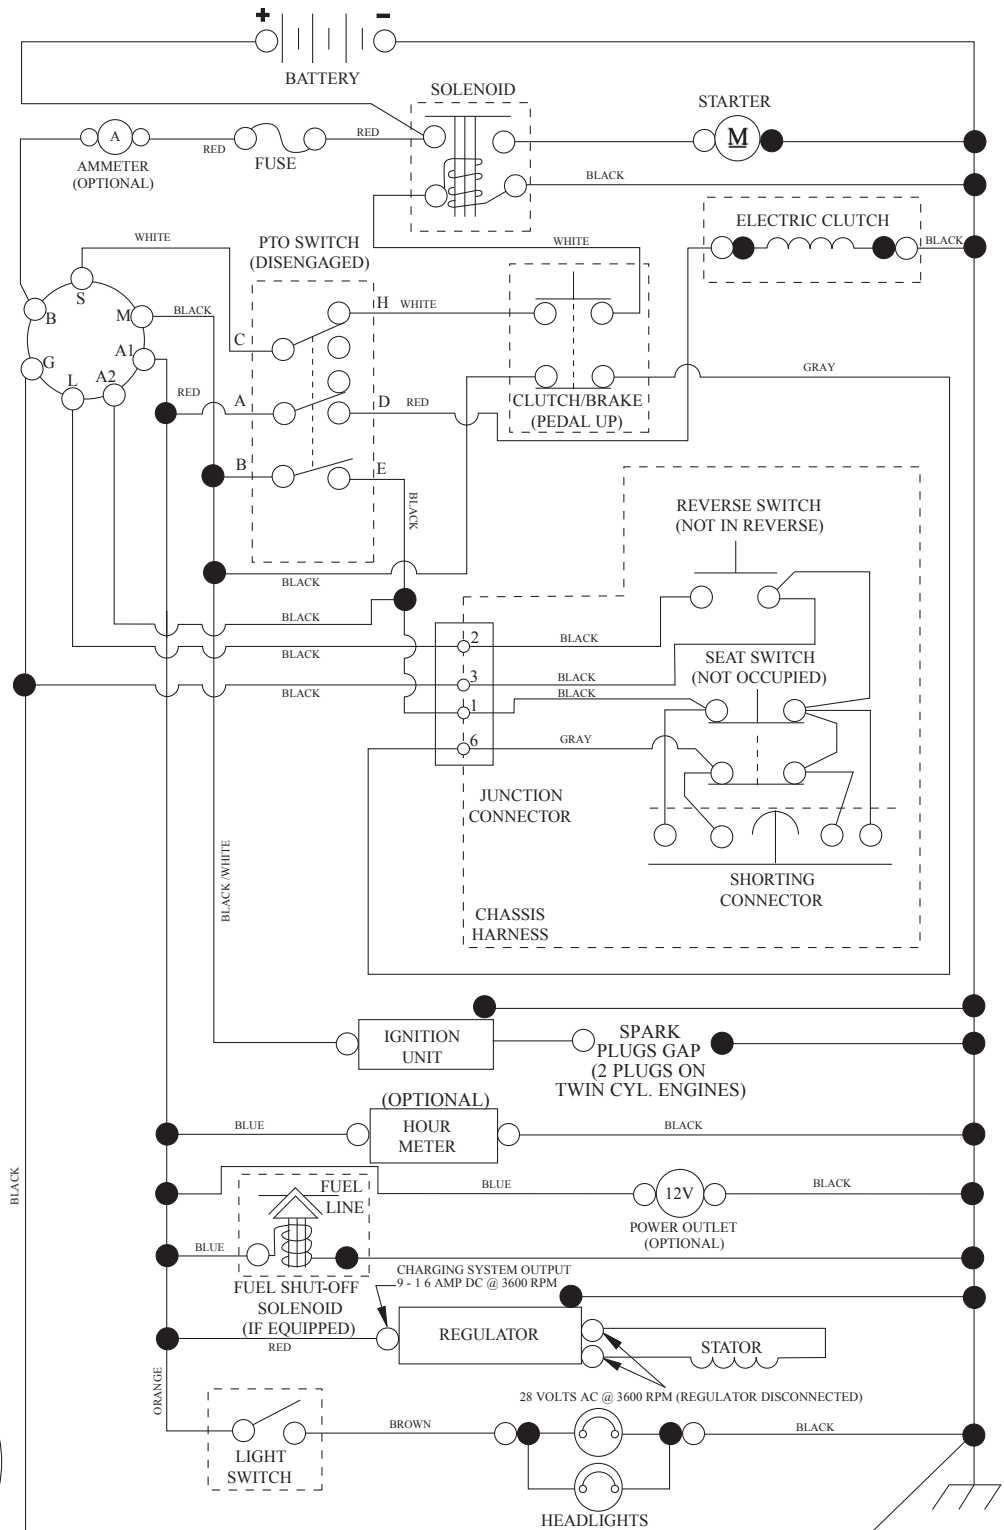 + -
BATTERY
SOLENOID
STARTER
A
RED
FUSE
RED
M
AMMETER
(OPTIONAL)
BLACK
ELECTRIC CLUTCH
BLACK
WHITE
PTO SWITCH
(DISENGAGED)
WHITE
S
B
M
BLACK
H
WHITE
C
G
A1
L
A2
RED
A
D
RED
CLUTCH/BRAKE
(PEDAL UP)
GRAY
B
E
BLACK
REVERSE SWITCH
(NOT IN REVERSE)
BLACK
BLACK
2
BLACK
BLACK
SEAT SWITCH
(NOT OCCUPIED)
3
BLACK
BLACK
1
BLACK
6
GRAY
JUNCTION
CONNECTOR
SHORTING
CONNECTOR
BLACK /WHITE
CHASSIS
HARNESS
IGNITION
UNIT
SPARK
PLUGS GAP
(2 PLUGS ON
TWIN CYL. ENGINES)
(OPTIONAL)
HOUR
METER
BLUE
BLACK
BLACK
FUEL
LINE
BLUE
12V
BLACK
POWER OUTLET
(OPTIONAL)
BLUE
FUEL SHUT-OFF
SOLENOID
(IF EQUIPPED)
CHARGING SYSTEM OUTPUT
9 - 1 6 AMP DC @ 3600 RPM
RED
REGULATOR
STATOR
28 VOLTS AC @ 3600 RPM (REGULATOR DISCONNECTED)
ORANGE
LIGHT
SWITCH
BROWN
BLACK
HEADLIGHTS